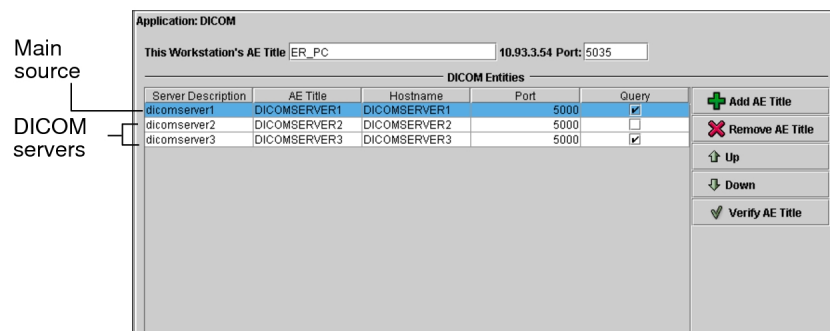 Application: DICOM
This Workstation's AE Title ER_PC 10.93.3.54 Port: 5035
DICOM Entities
Main source
DICOM servers
Server Description AE Title Hostname Port Query
dicomserver1 DICOMSERVER1 DICOMSERVER1 5000
dicomserver2 DICOMSERVER2 DICOMSERVER2 5000
dicomserver3 DICOMSERVER3 DICOMSERVER3 5000
Add AE Title
Remove AE Title
Up
Down
Verify AE Title